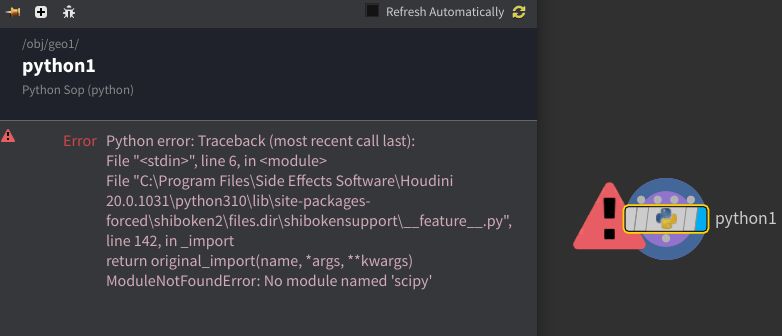 Refresh Automatically
/obj/geo1/
python1
Python Sop (python)
Error Python error: Traceback (most recent call last):
File "<stdin>", line 6, in <module>
File "C:\Program Files\Side Effects Software\Houdini
20.0.1031\python310\lib\site-packages-
forced\shiboken2\files.dir\shibokensupport\__feature__.py",
line 142, in _import
return original_import(name, *args, **kwargs)
ModuleNotFoundError: No module named 'scipy'
python1